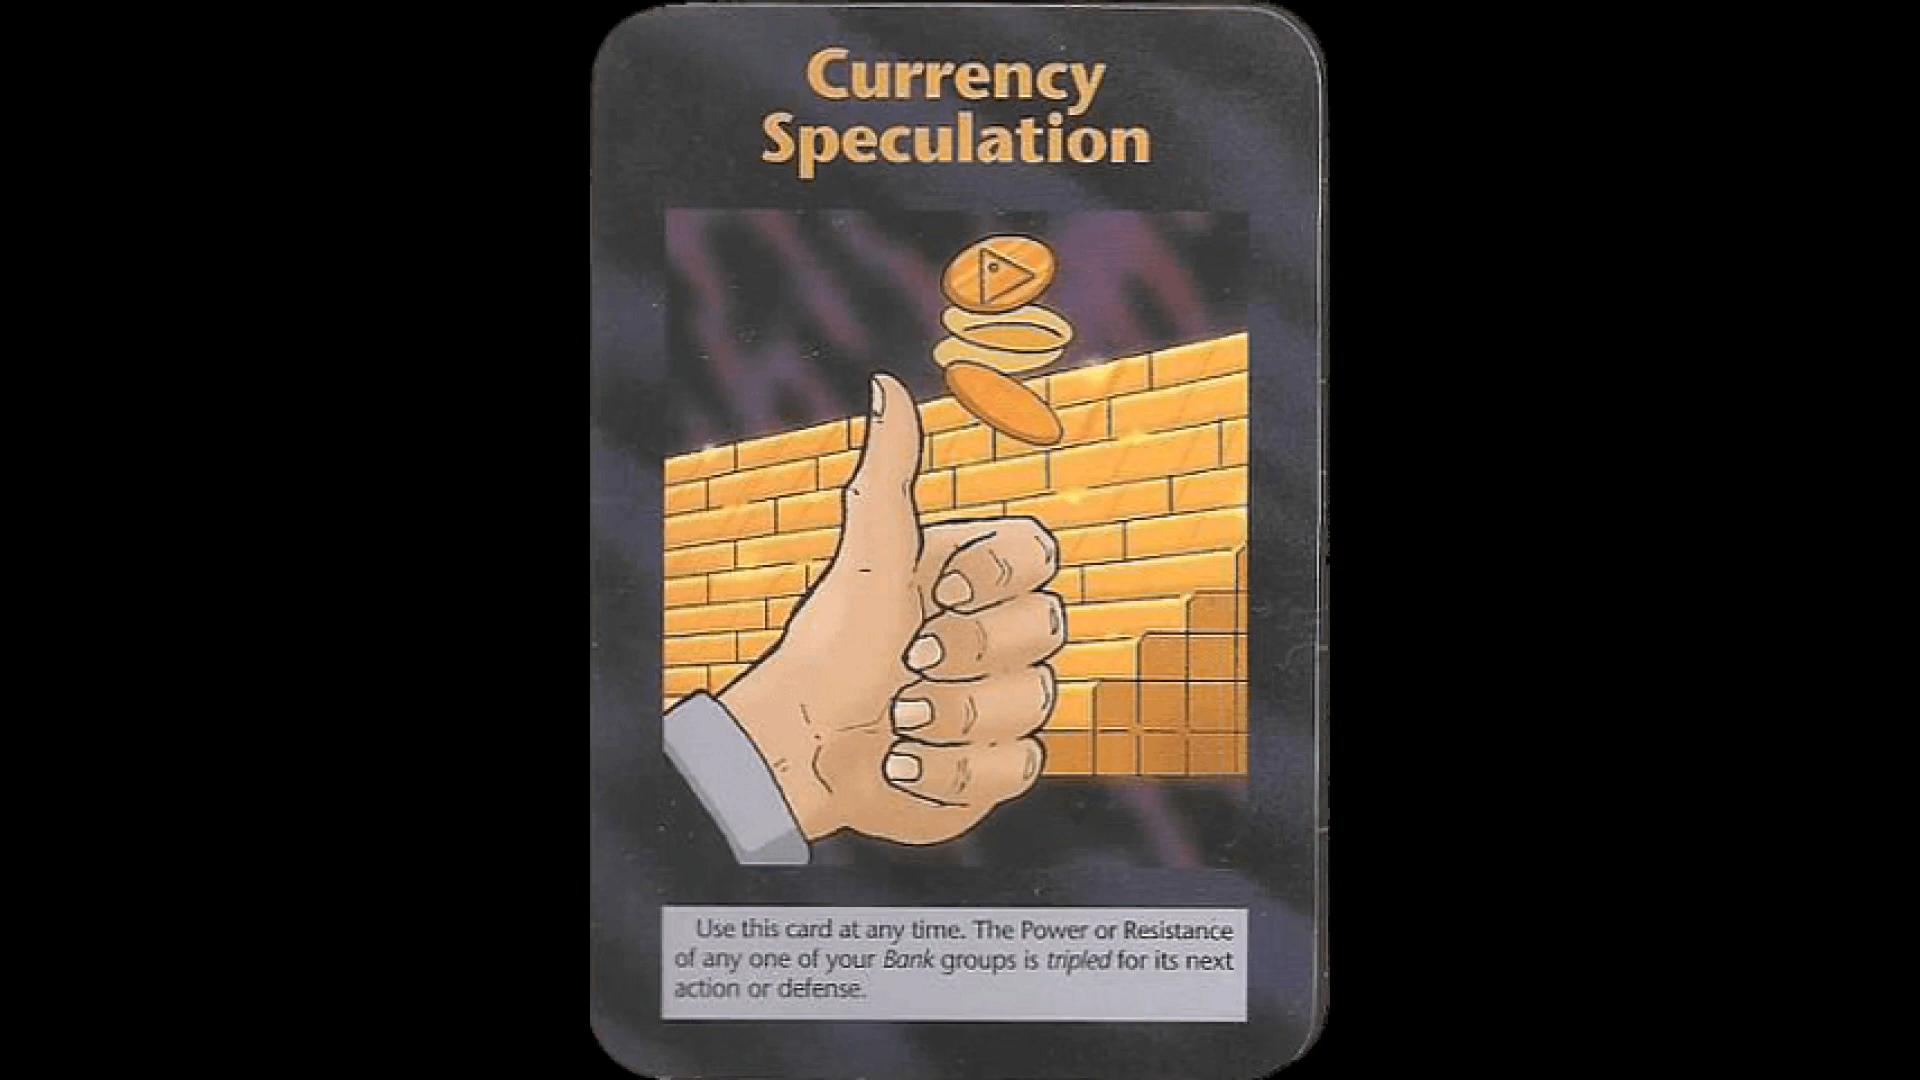 Currency
Speculation
Use this card at any time. The Power or Resistance
of any one of your Bank groups is tripled for its next
action or defense.